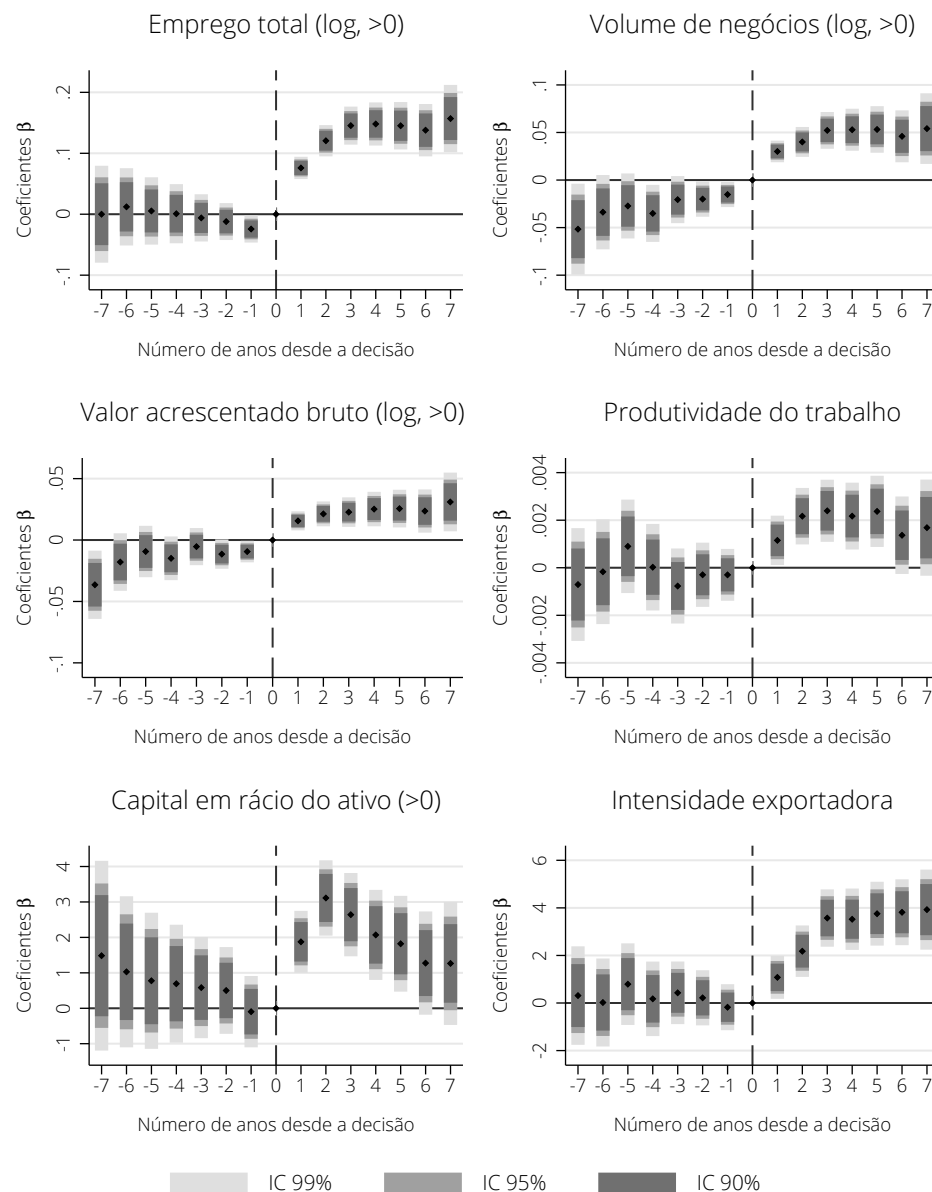 Emprego total (log, >0)
Coeficientes β
.2
.1
0
-.1
-7 -6 -5 -4 -3 -2 -1 0 1 2 3 4 5 6 7
Número de anos desde a decisão
Volume de negócios (log, >0)
Coeficientes β
.1
.05
0
-.05
-.1
-7 -6 -5 -4 -3 -2 -1 0 1 2 3 4 5 6 7
Número de anos desde a decisão
Valor acrescentado bruto (log, >0)
Coeficientes β
.05
0
-.05
-.1
-7 -6 -5 -4 -3 -2 -1 0 1 2 3 4 5 6 7
Número de anos desde a decisão
Produtividade do trabalho
Coeficientes β
.004
.002
0
-.002
-.004
-7 -6 -5 -4 -3 -2 -1 0 1 2 3 4 5 6 7
Número de anos desde a decisão
Capital em rácio do ativo (>0)
Coeficientes β
4
3
2
1
0
-1
-7 -6 -5 -4 -3 -2 -1 0 1 2 3 4 5 6 7
Número de anos desde a decisão
Intensidade exportadora
Coeficientes β
6
4
2
0
-2
-7 -6 -5 -4 -3 -2 -1 0 1 2 3 4 5 6 7
Número de anos desde a decisão
IC 99% IC 95% IC 90%